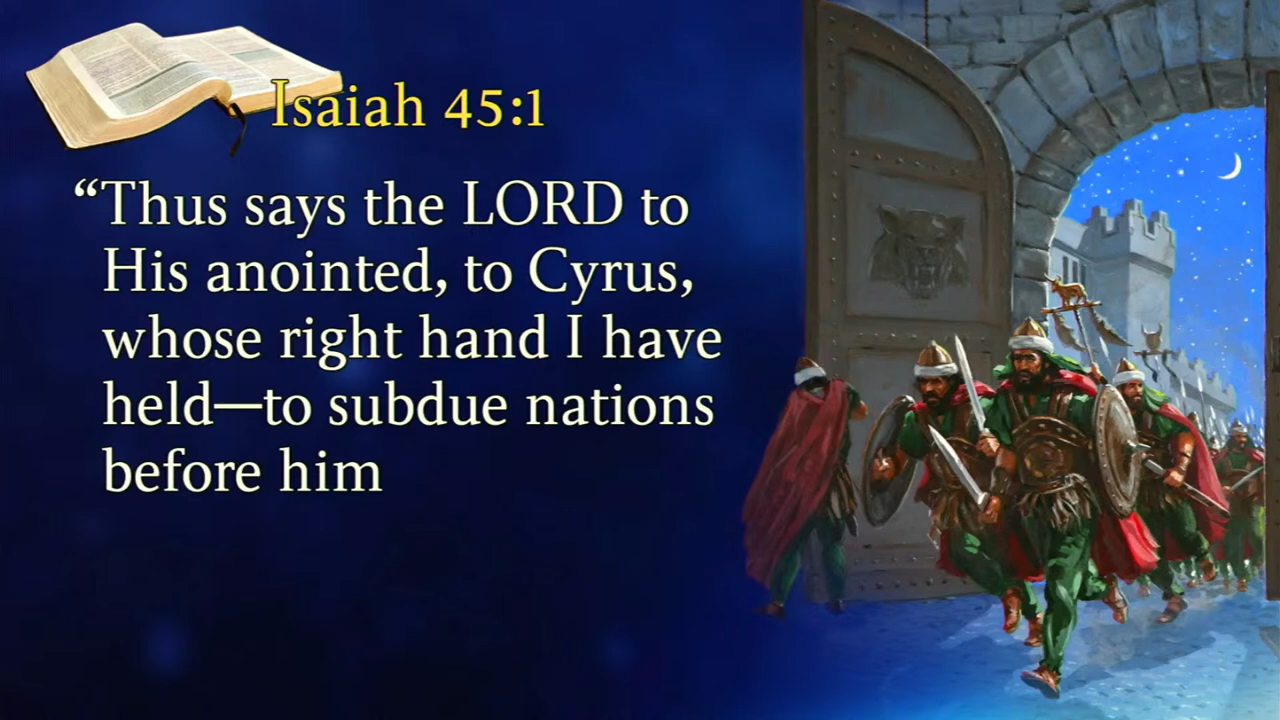 Isaiah 45:1
“Thus says the LORD to
His anointed, to Cyrus,
whose right hand I have
held—to subdue nations
before him